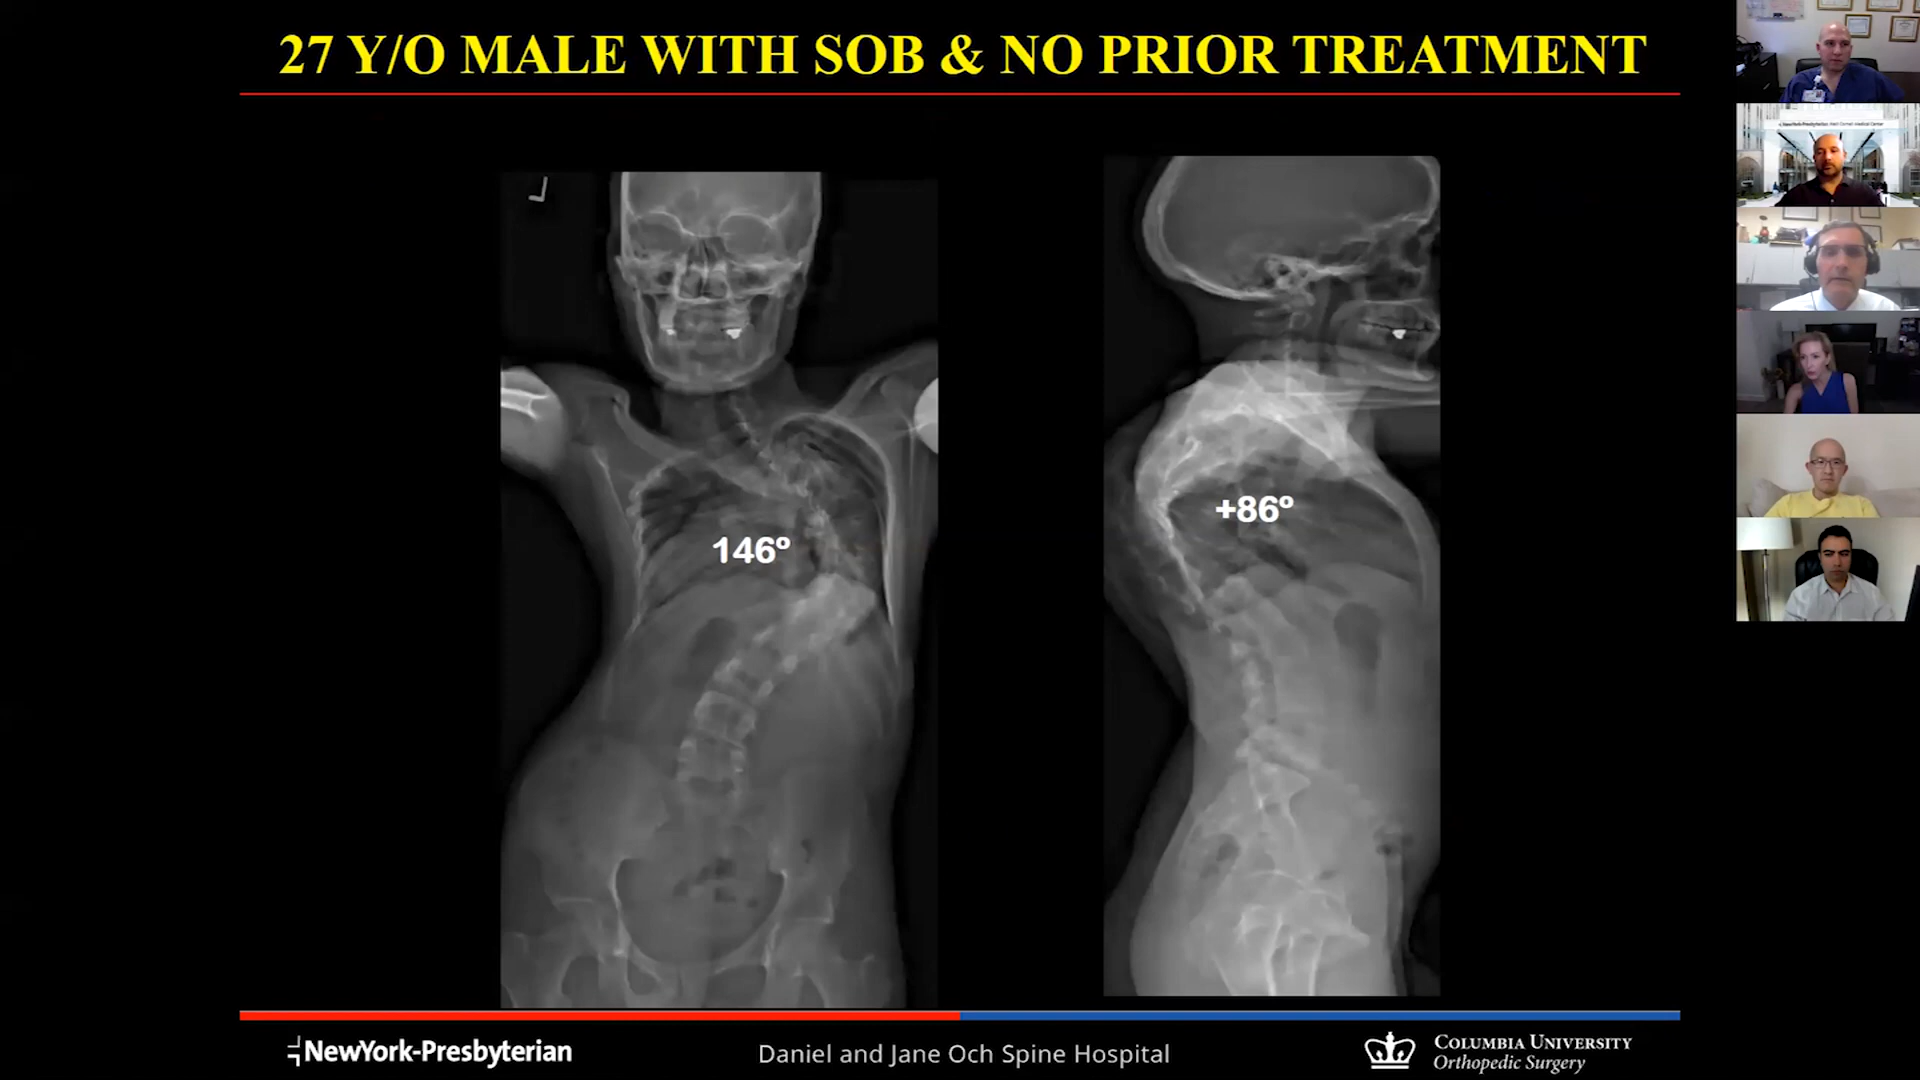 27 Y/O MALE WITH SOB & NO PRIOR TREATMENT
146º
+86º
NewYork-Presbyterian
Daniel and Jane Och Spine Hospital
COLUMBIA UNIVERSITY
Orthopedic Surgery